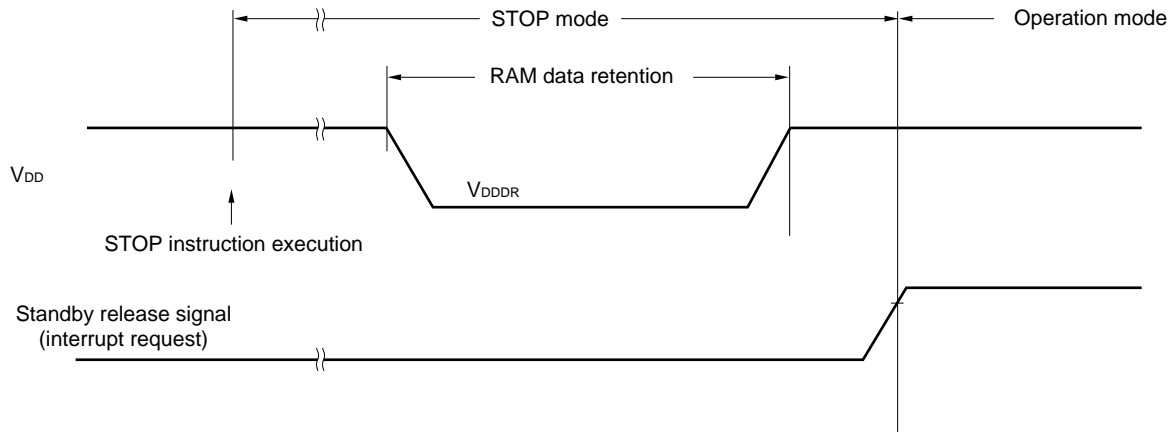 STOP mode
Operation mode
RAM data retention
VDD
VDDDR
STOP instruction execution
Standby release signal
(interrupt request)